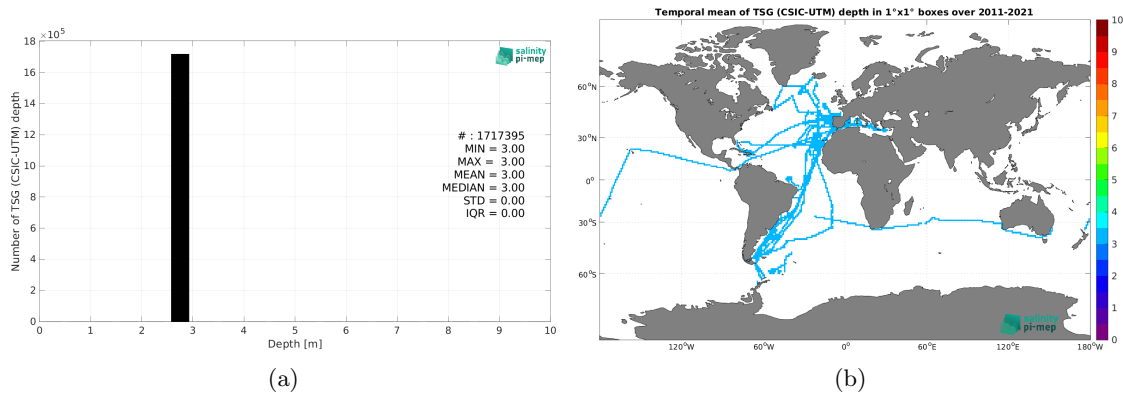 ×10⁵
18
16
14
12
10
8
6
4
2
0
0 1 2 3 4 5 6 7 8 9 10
Number of TSG (CSIC-UTM) depth
Depth [m]
salinity
pi-mep
# : 1717395
MIN = 3.00
MAX = 3.00
MEAN = 3.00
MEDIAN = 3.00
STD = 0.00
IQR = 0.00
(a)
Temporal mean of TSG (CSIC-UTM) depth in 1°x1° boxes over 2011-2021
60°N
30°N
0°
30°S
60°S
120°W 60°W 0° 60°E 120°E 180°W
salinity
pi-mep
10
9
8
7
6
5
4
3
2
1
0
(b)